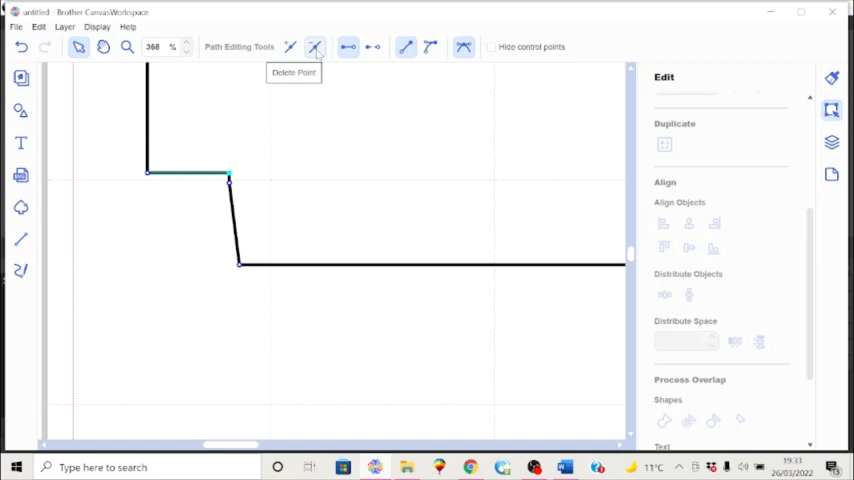 untitled - Brother CanvasWorkspace
File Edit Layer Display Help
368 % Path Editing Tools Hide control points
Delete Point
Edit
Duplicate
Align
Align Objects
Distribute Objects
Distribute Space
Process Overlap
Shapes
Text
T
SVG
Type here to search
11°C
19:33
26/03/2022